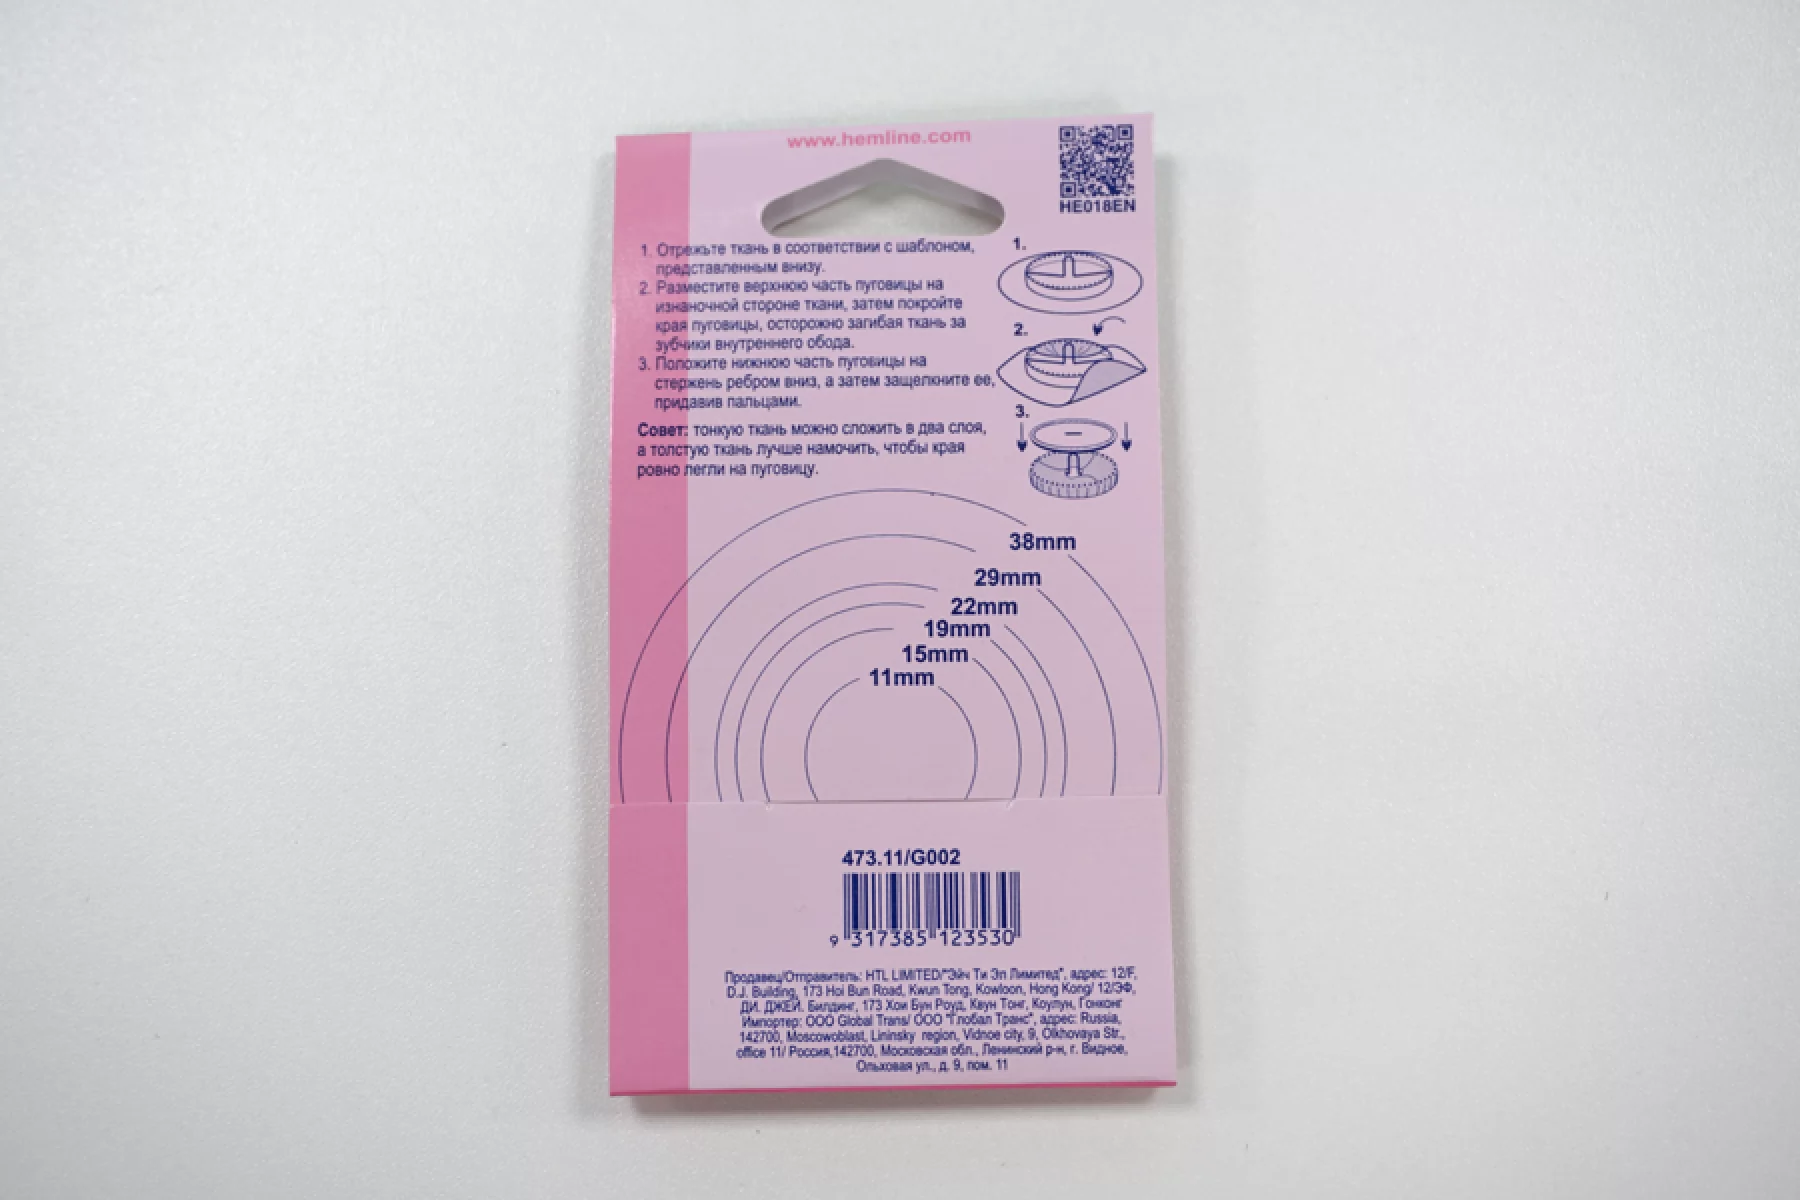 www.hemline.com
HE018EN
1. Отрежьте ткань в соответствии с шаблоном,
представленным внизу.
2. Разместите верхнюю часть пуговицы на
изнаночной стороне ткани, затем покройте
края пуговицы, осторожно загибая ткань за
зубчики внутреннего обода.
3. Положите нижнюю часть пуговицы на
стержень ребром вниз, а затем защелкните ее,
придавив пальцами.
Совет: тонкую ткань можно сложить в два слоя,
а толстую ткань лучше намочить, чтобы края
ровно легли на пуговицу.
1.
2.
3.
38mm
29mm
22mm
19mm
15mm
11mm
473.11/G002
9 317385 123530
Продавец/Отправитель: HTL LIMITED/"Эйч Ти Эл Лимитед", адрес: 12/F,
D.J. Building, 173 Hoi Bun Road, Kwun Tong, Kowloon, Hong Kong/ 12/ЭФ,
ДИ. ДЖЕЙ. Билдинг, 173 Хои Бун Роуд, Квун Тонг, Коулун, Гонконг
Импортер: ООО Global Trans/ ООО "Глобал Транс", адрес: Russia,
142700, Moscowoblast, Lininsky region, Vidnoe city, 9, Olkhovaya Str.,
office 11/ Россия,142700, Московская обл., Ленинский р-н, г. Видное,
Ольховая ул., д. 9, пом. 11